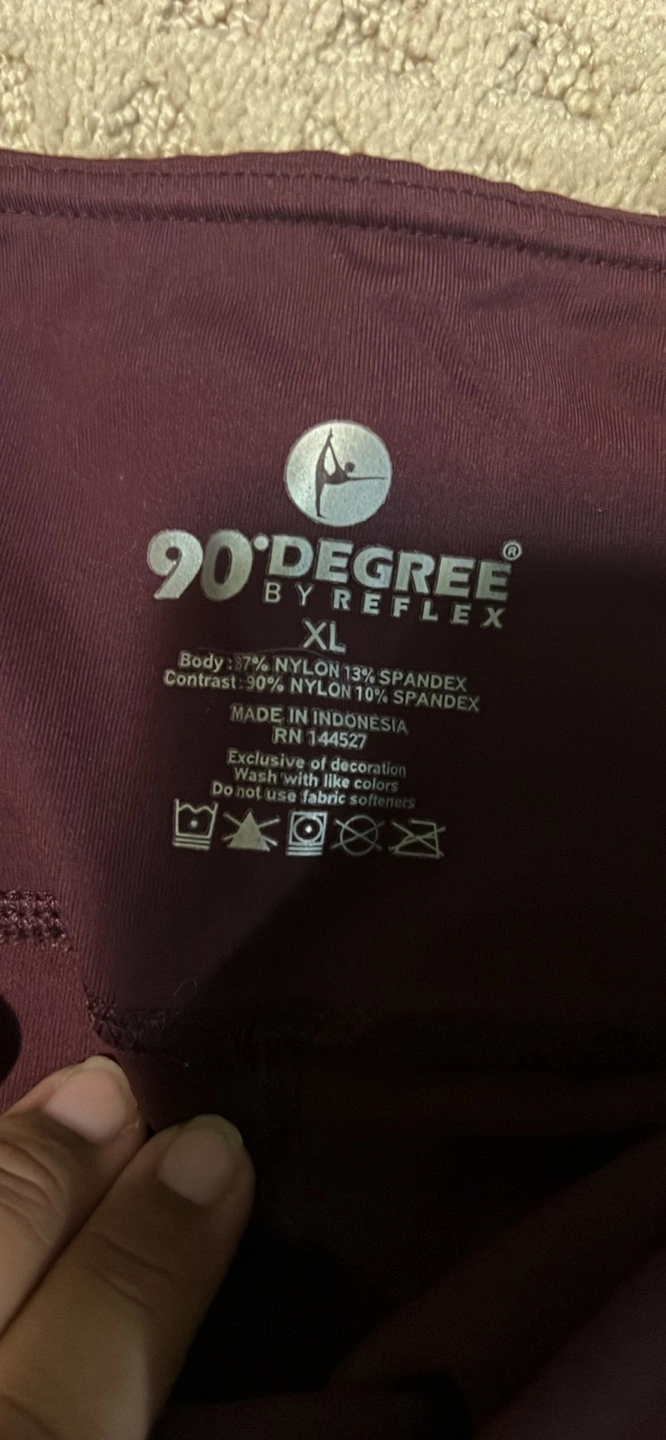 90°DEGREE®
BY REFLEX
XL
Body : 87% NYLON 13% SPANDEX
Contrast : 90% NYLON 10% SPANDEX
MADE IN INDONESIA
RN 144527
Exclusive of decoration
Wash with like colors
Do not use fabric softeners